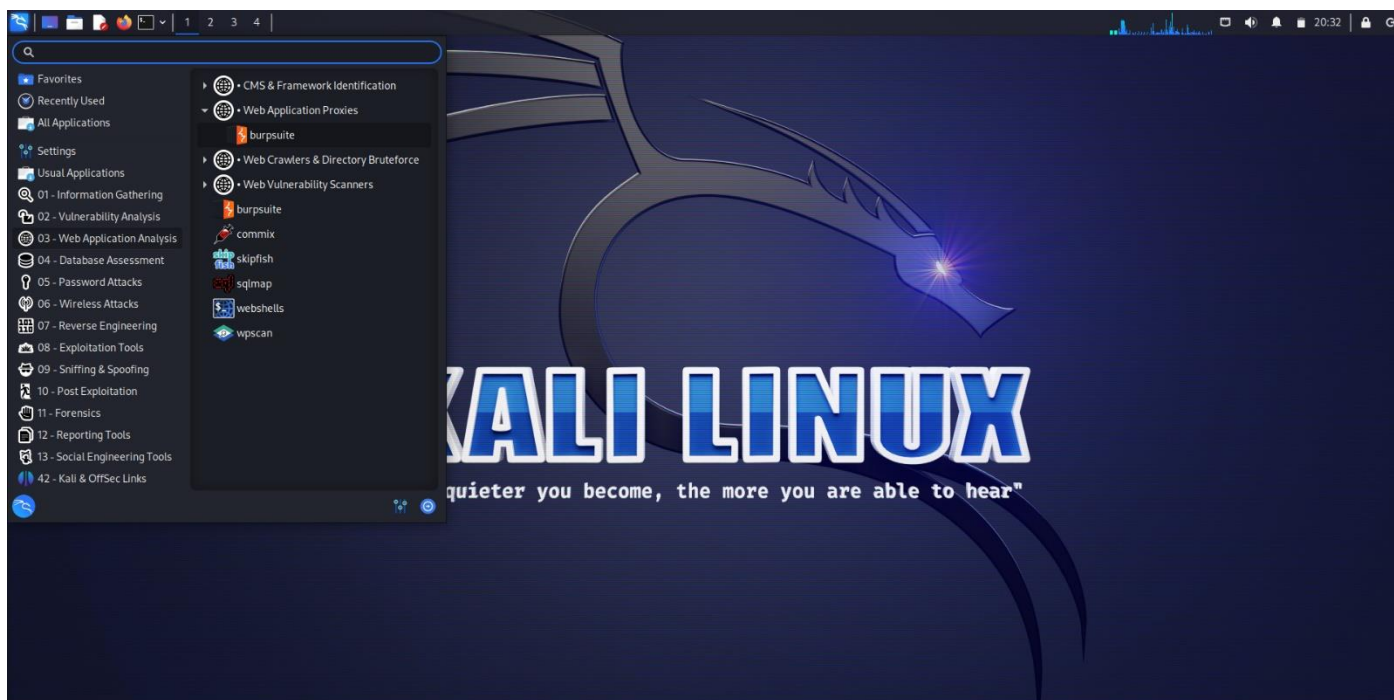 1 2 3 4
20:32
Favorites
Recently Used
All Applications
Settings
Usual Applications
01 - Information Gathering
02 - Vulnerability Analysis
03 - Web Application Analysis
04 - Database Assessment
05 - Password Attacks
06 - Wireless Attacks
07 - Reverse Engineering
08 - Exploitation Tools
09 - Sniffing & Spoofing
10 - Post Exploitation
11 - Forensics
12 - Reporting Tools
13 - Social Engineering Tools
42 - Kali & OffSec Links
• CMS & Framework Identification
• Web Application Proxies
burpsuite
• Web Crawlers & Directory Bruteforce
• Web Vulnerability Scanners
burpsuite
commix
skip
fish
skipfish
sql
sqlmap
webshells
wpscan
KALI LINUX
quieter you become, the more you are able to hear"